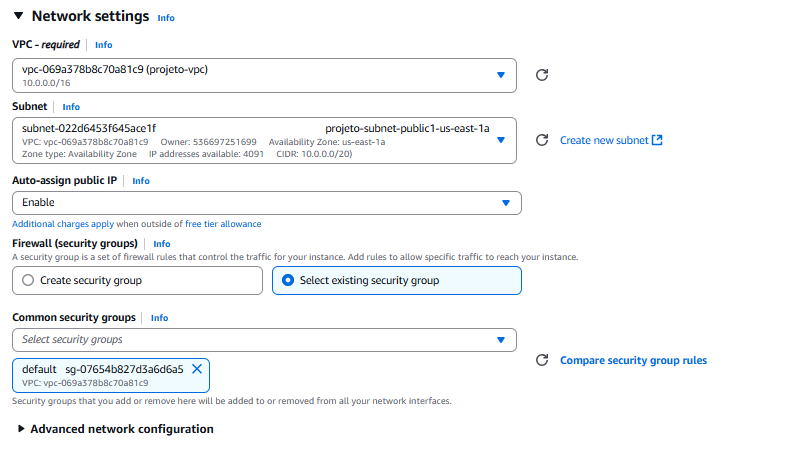 Network settings Info
VPC - required Info
vpc-069a378b8c70a81c9 (projeto-vpc)
10.0.0.0/16
Subnet Info
subnet-022d6453f645ace1f projeto-subnet-public1-us-east-1a
VPC: vpc-069a378b8c70a81c9 Owner: 536697251699 Availability Zone: us-east-1a
Zone type: Availability Zone IP addresses available: 4091 CIDR: 10.0.0.0/20)
Create new subnet
Auto-assign public IP Info
Enable
Additional charges apply when outside of free tier allowance
Firewall (security groups) Info
A security group is a set of firewall rules that control the traffic for your instance. Add rules to allow specific traffic to reach your instance.
Create security group
Select existing security group
Common security groups Info
Select security groups
default sg-07654b827d3a6d6a5
VPC: vpc-069a378b8c70a81c9
Compare security group rules
Security groups that you add or remove here will be added to or removed from all your network interfaces.
Advanced network configuration